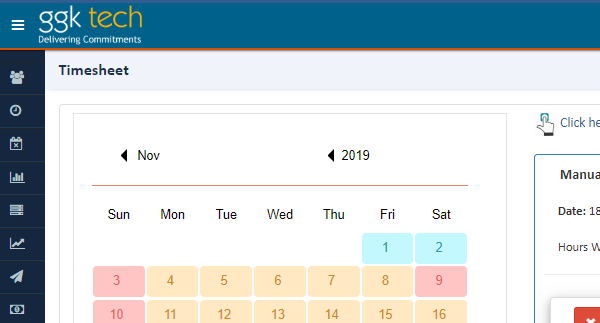 ggk tech
Delivering Commitments
Timesheet
Click he
Nov 2019
Manua
Sun Mon Tue Wed Thu Fri Sat
Date: 18
1 2
Hours W
3 4 5 6 7 8 9
10 11 12 13 14 15 16